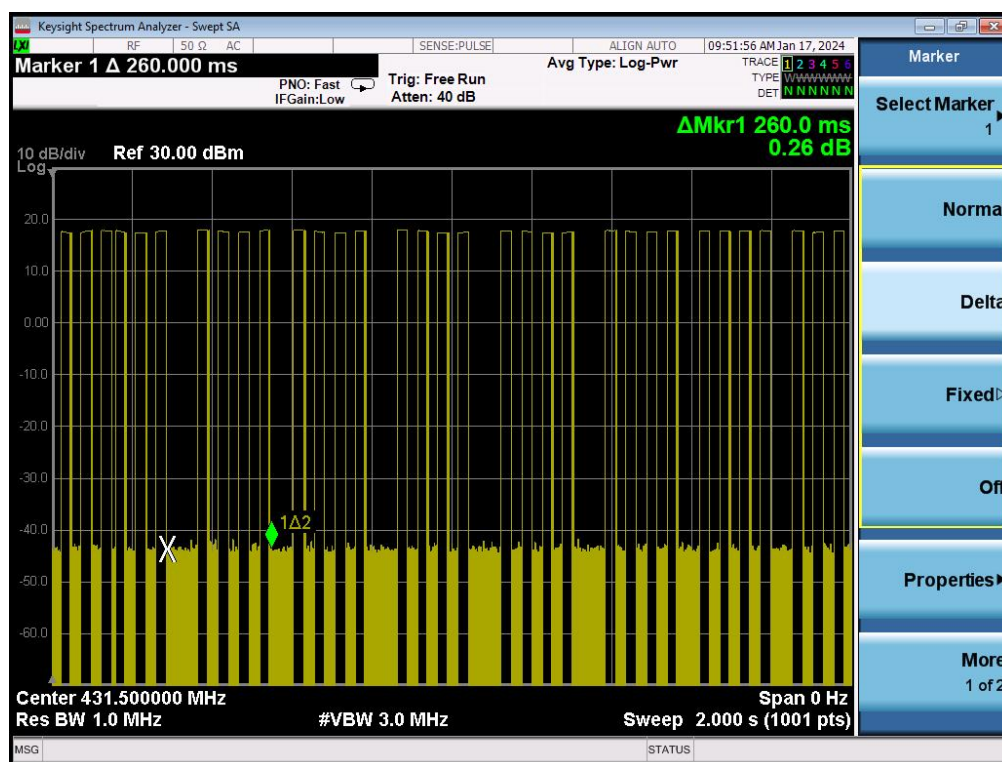 Keysight Spectrum Analyzer - Swept SA
LXI RF 50 Ω AC SENSE:PULSE ALIGN AUTO 09:51:56 AM Jan 17, 2024
Marker 1 Δ 260.000 ms
PNO: Fast
IFGain:Low
Trig: Free Run
Atten: 40 dB
Avg Type: Log-Pwr
TRACE 1 2 3 4 5 6
TYPE WWWWWW
DET N N N N N N
ΔMkr1 260.0 ms
0.26 dB
10 dB/div Ref 30.00 dBm
Log
20.0
10.0
0.00
-10.0
-20.0
-30.0
-40.0
-50.0
-60.0
1Δ2
X
Center 431.500000 MHz Span 0 Hz
Res BW 1.0 MHz #VBW 3.0 MHz Sweep 2.000 s (1001 pts)
MSG STATUS
Marker
Select Marker
1
Norma
Delta
Fixed
Off
Properties
More
1 of 2